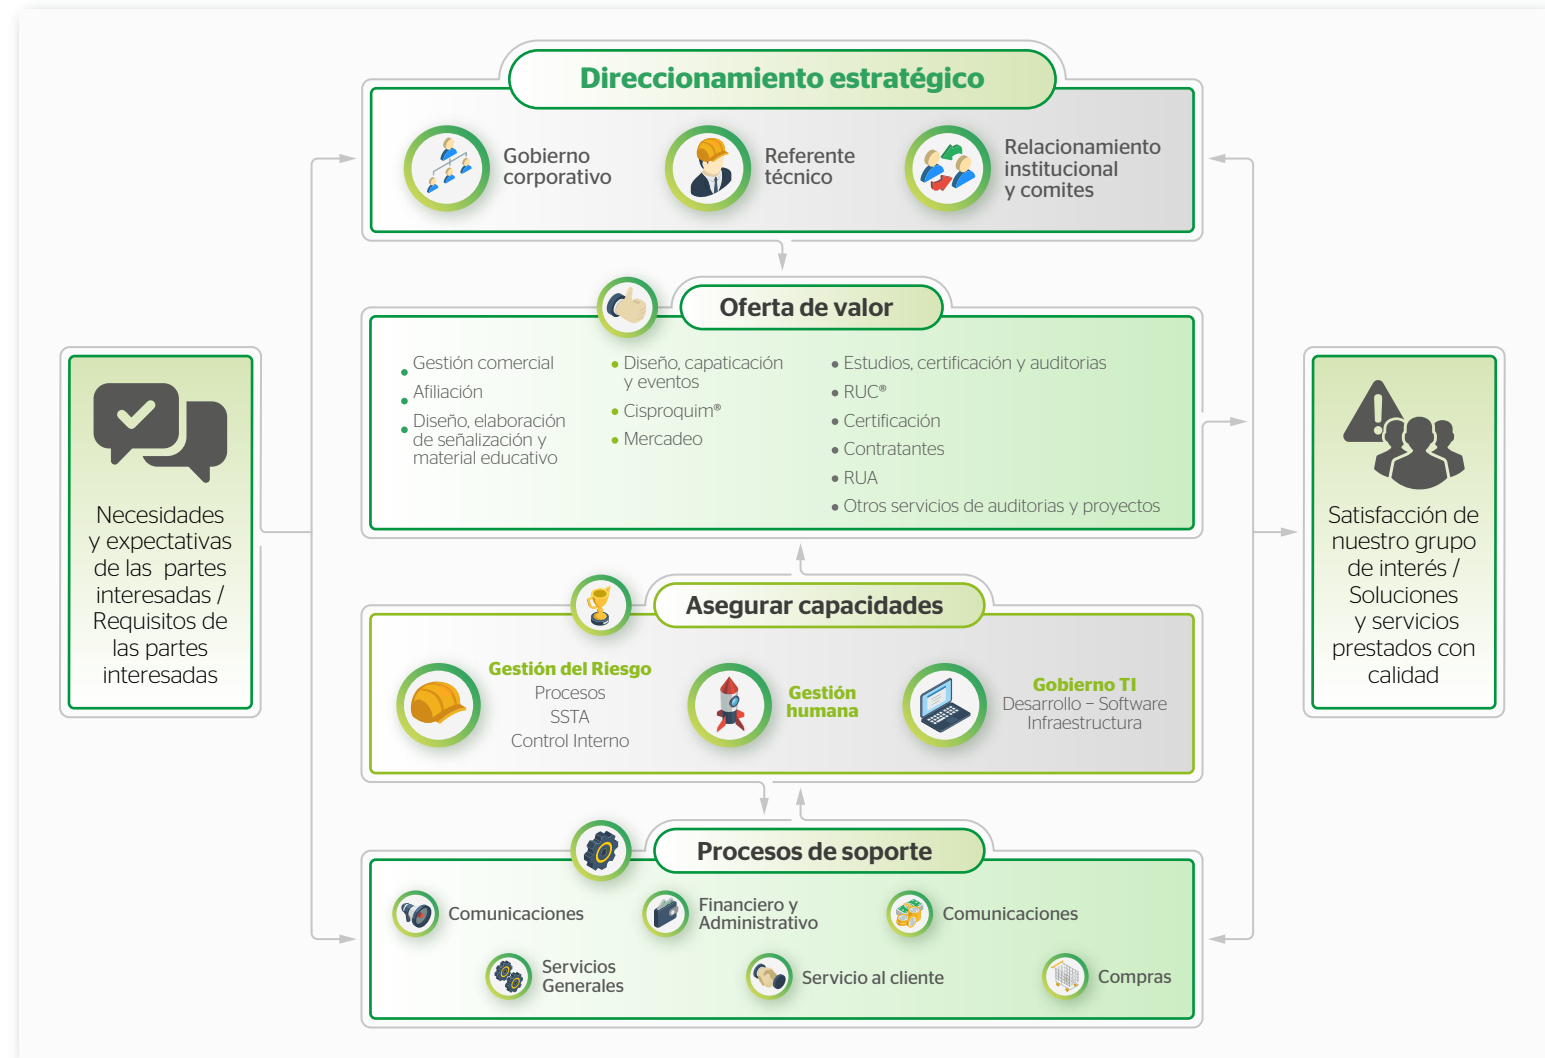 Direccionamiento estratégico
Gobierno
corporativo
Referente
técnico
Relacionamiento
institucional
y comites
Oferta de valor
Gestión comercial
Afiliación
Diseño, elaboración
de señalización y
material educativo
Diseño, capaticación
y eventos
Cisproquim®
Mercadeo
Estudios, certificación y auditorias
RUC®
Certificación
Contratantes
RUA
Otros servicios de auditorias y proyectos
Necesidades
y expectativas
de las partes
interesadas /
Requisitos de
las partes
interesadas
Satisfacción de
nuestro grupo
de interés /
Soluciones
y servicios
prestados con
calidad
Asegurar capacidades
Gestión del Riesgo
Procesos
SSTA
Control Interno
Gestión
humana
Gobierno TI
Desarrollo – Software
Infraestructura
Procesos de soporte
Comunicaciones
Financiero y
Administrativo
Comunicaciones
Servicios
Generales
Servicio al cliente
Compras